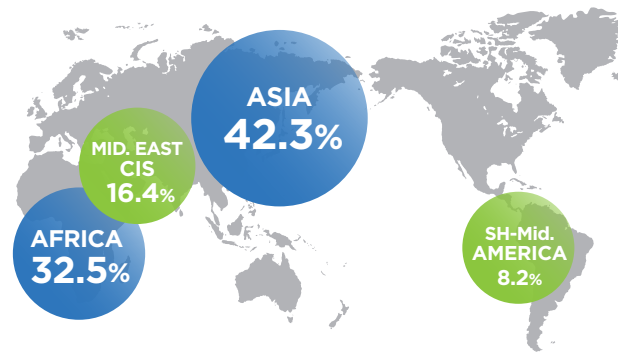 ASIA
42.3%
MID. EAST
CIS
16.4%
AFRICA
32.5%
SH-Mid.
AMERICA
8.2%